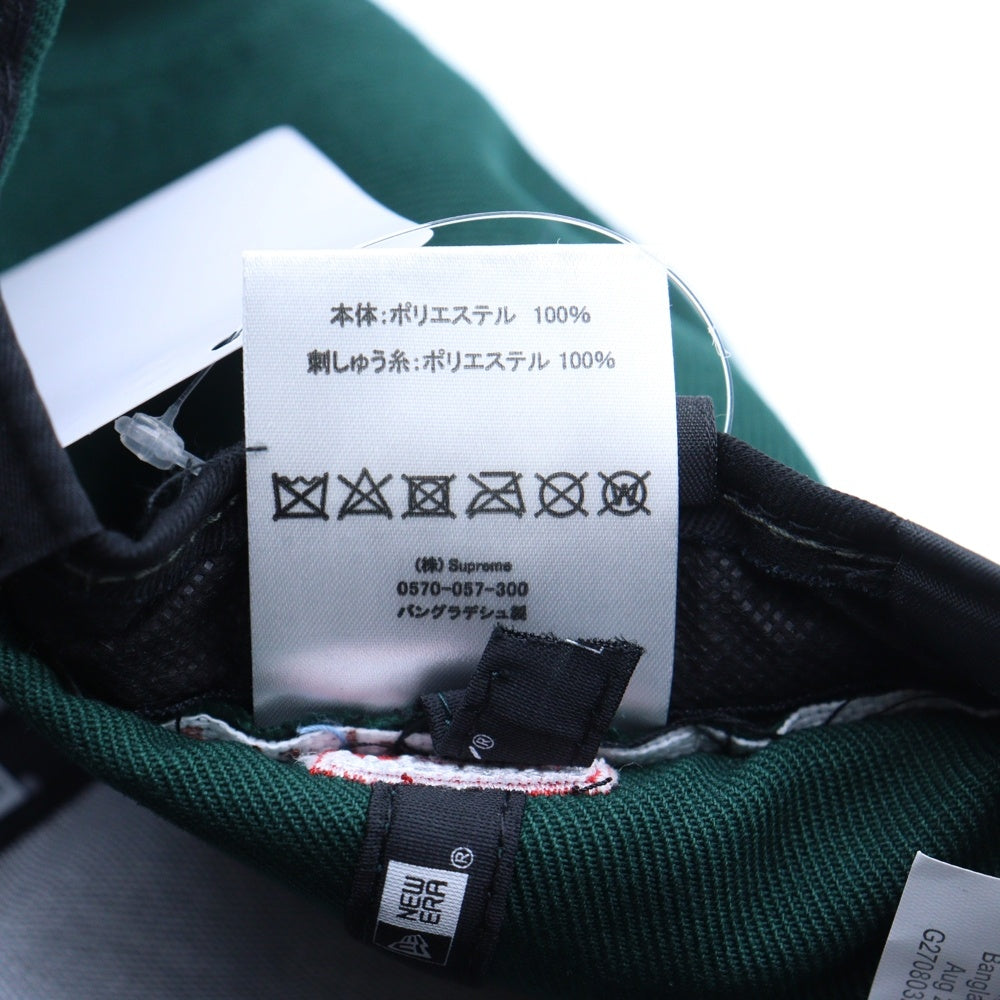 本体:ポリエステル 100%
刺しゅう糸:ポリエステル 100%
W
(株) Supreme
0570-057-300
バングラデシュ製
®
®
NEW
ERA
Aug